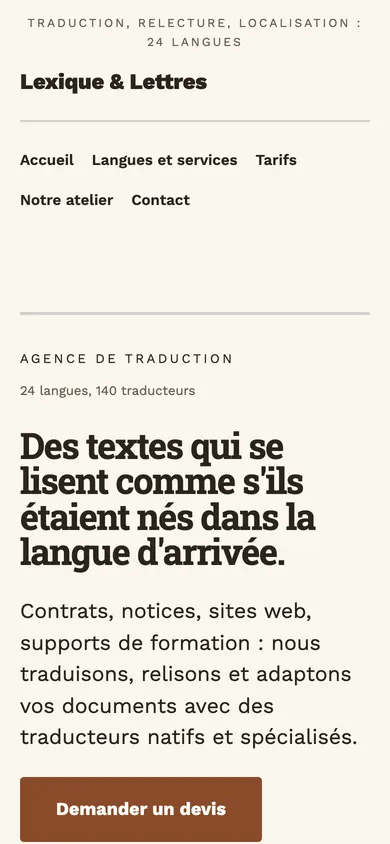 TRADUCTION, RELECTURE, LOCALISATION :
24 LANGUES
Lexique & Lettres
Accueil Langues et services Tarifs
Notre atelier Contact
AGENCE DE TRADUCTION
24 langues, 140 traducteurs
Des textes qui se
lisent comme s'ils
étaient nés dans la
langue d'arrivée.
Contrats, notices, sites web,
supports de formation : nous
traduisons, relisons et adaptons
vos documents avec des
traducteurs natifs et spécialisés.
Demander un devis